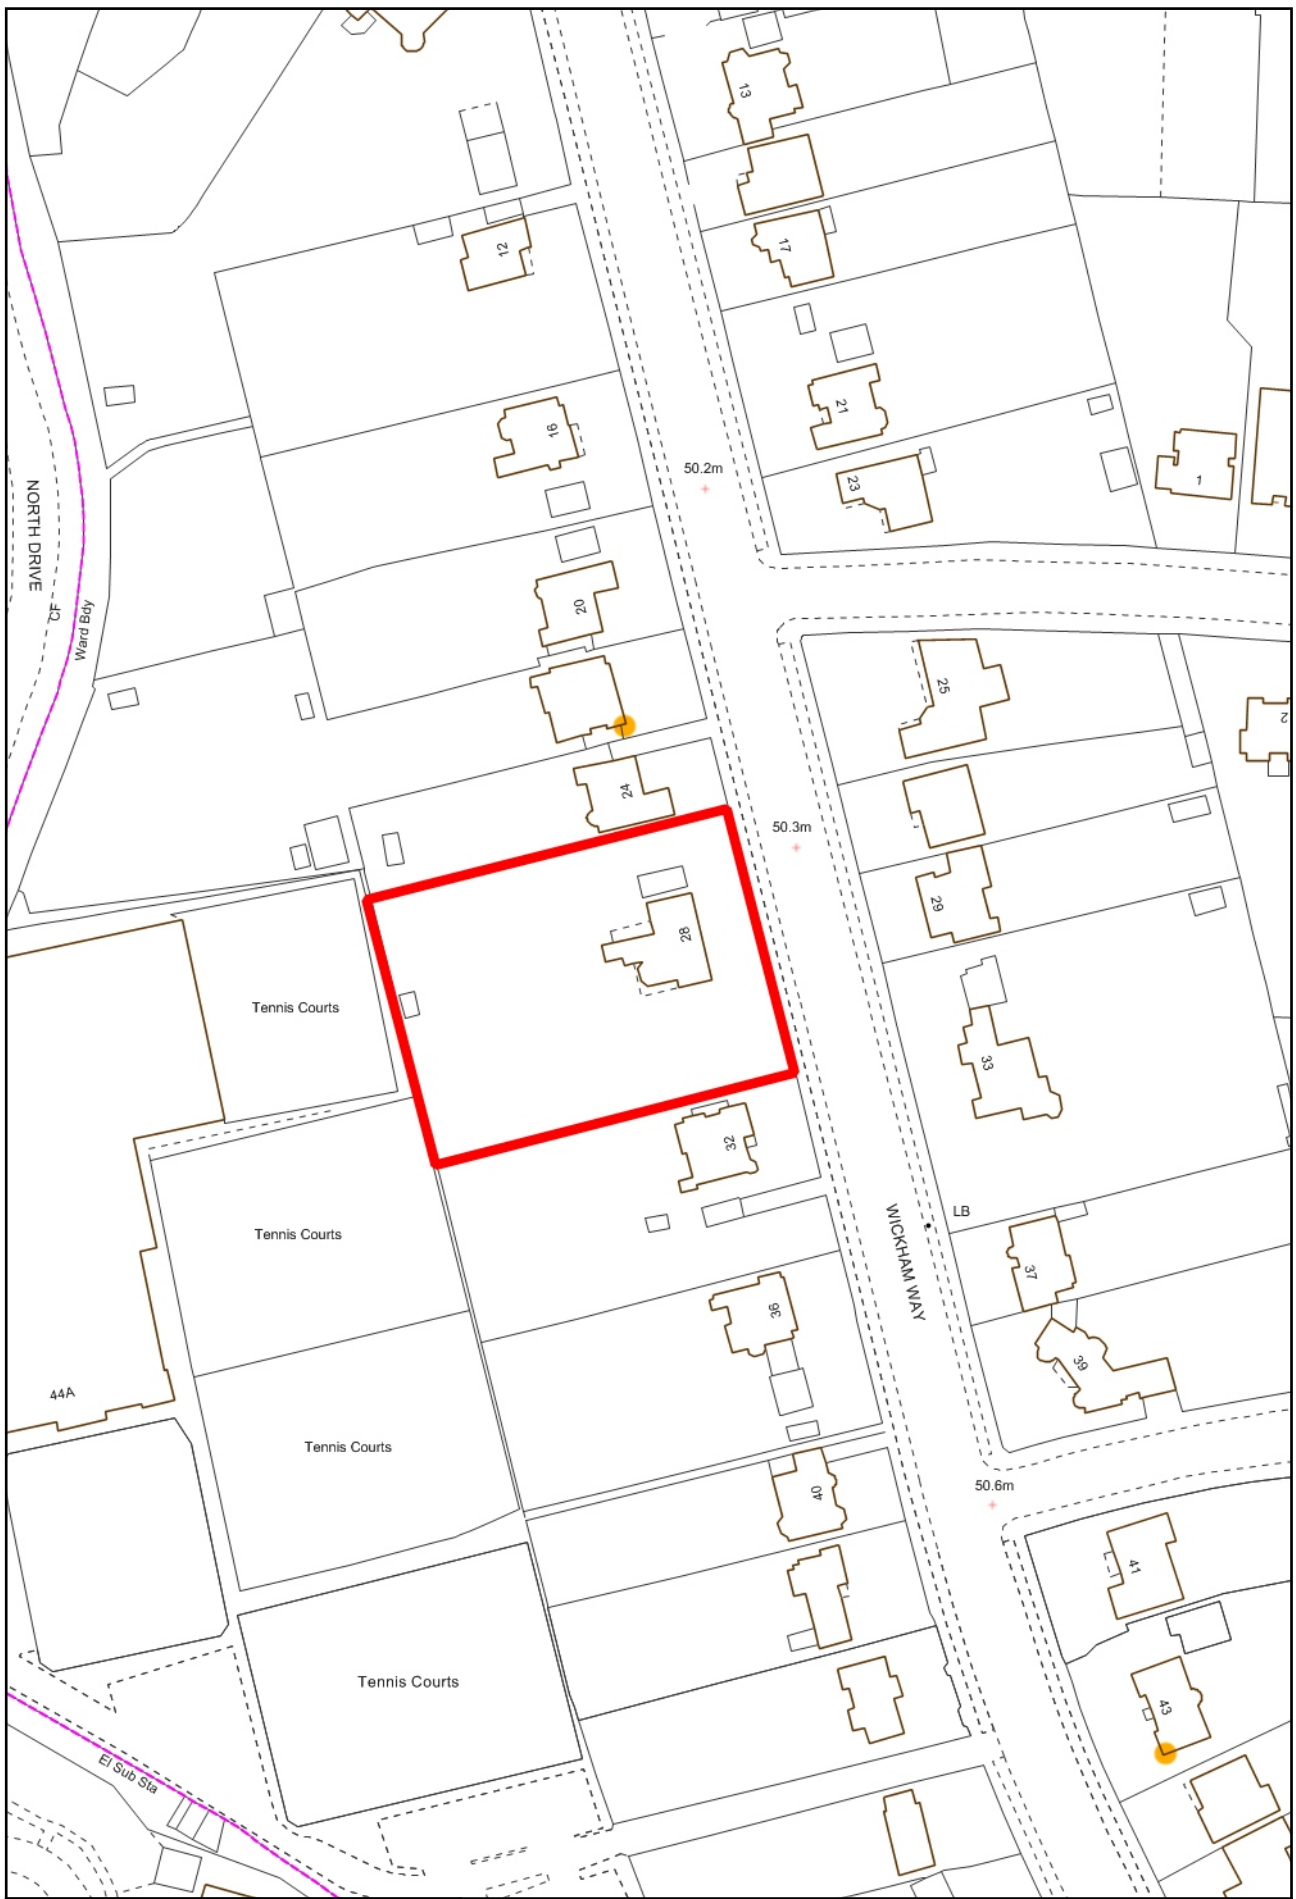 13
12
17
21
16
50.2m
23
1
NORTH DRIVE
CF
Ward Bdy
20
25
2
24
50.3m
29
28
Tennis Courts
33
32
WICKHAM WAY
LB
Tennis Courts
37
36
39
44A
Tennis Courts
40
50.6m
41
Tennis Courts
43
El Sub Sta